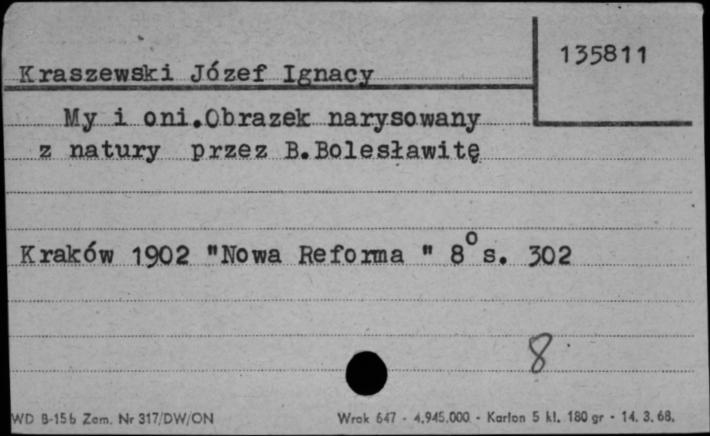 135811
Kraszewski Józef Ignacy
My i oni.Obrazek narysowany
z natury przez B.Bolesławitę
Kraków 1902 "Nowa Reforma " 8° s. 302
8
WD B-15b Zam. Nr 317/DW/ON Wrok 647 - 4.945.000 - Karton 5 kl. 180 gr - 14. 3. 68.